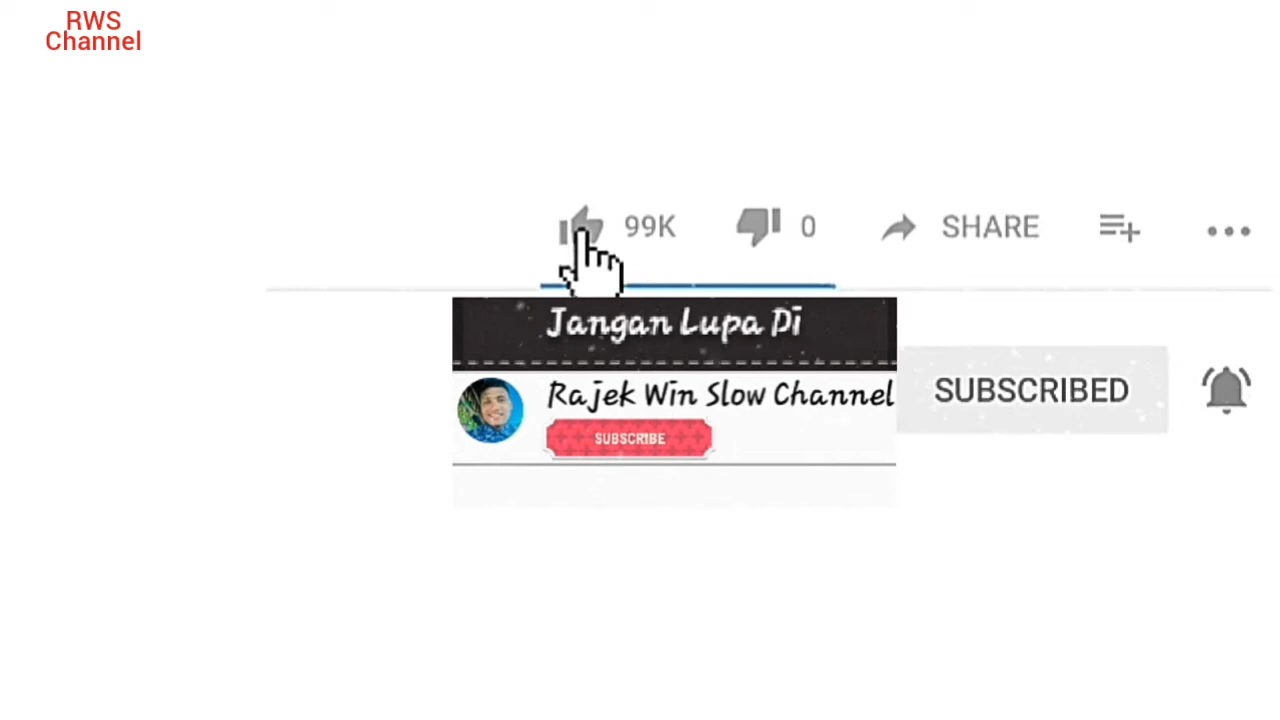 RWS
Channel
99K
0
SHARE
Jangan Lupa Di
Rajek Win Slow Channel
SUBSCRIBE
SUBSCRIBED